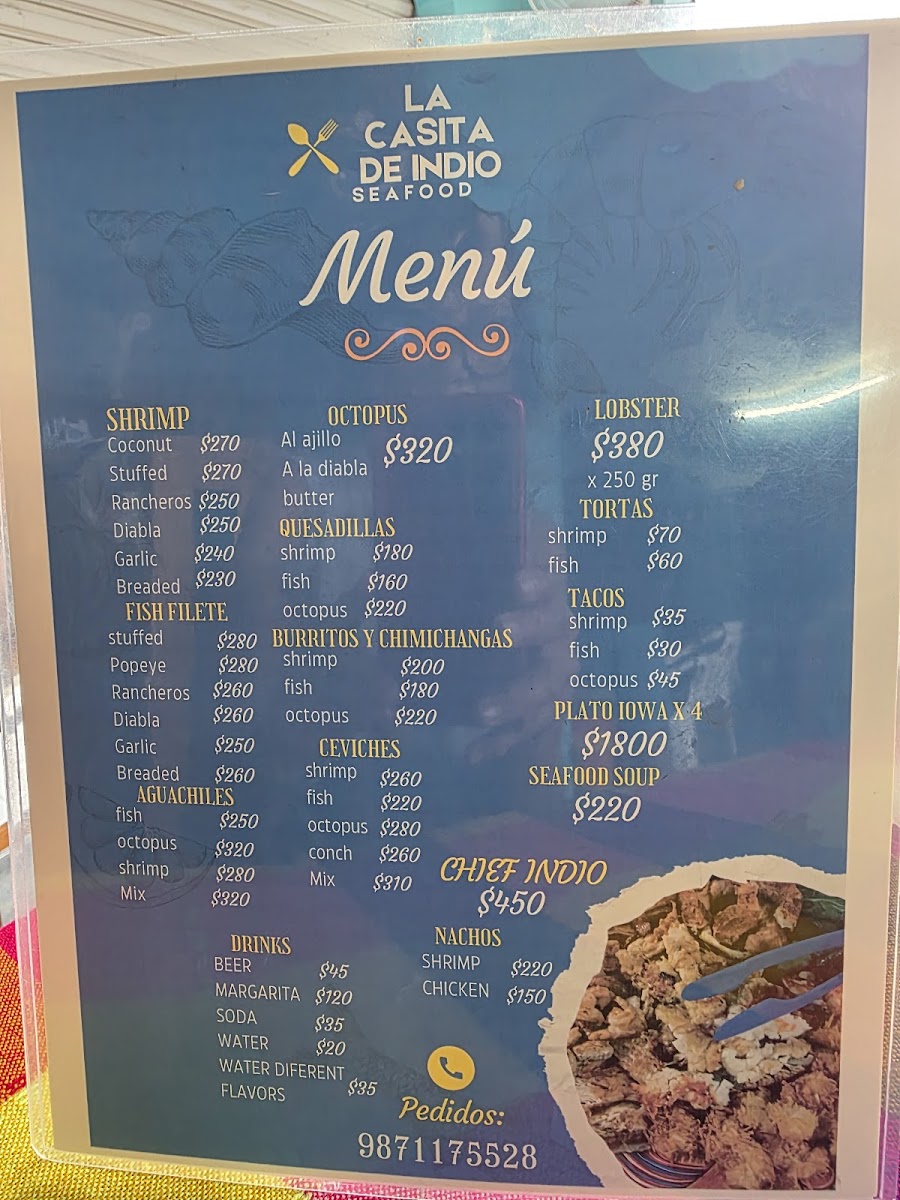 LA
CASITA
DE INDIO
SEAFOOD
Menú
SHRIMP
Coconut $270
Stuffed $270
Rancheros $250
Diabla $250
Garlic $240
Breaded $230
FISH FILETE
stuffed $280
Popeye $280
Rancheros $260
Diabla $260
Garlic $250
Breaded $260
AGUACHILES
fish $250
octopus $320
shrimp $280
Mix $320
OCTOPUS
Al ajillo $320
A la diabla
butter
QUESADILLAS
shrimp $180
fish $160
octopus $220
BURRITOS Y CHIMICHANGAS
shrimp $200
fish $180
octopus $220
CEVICHES
shrimp $260
fish $220
octopus $280
conch $260
Mix $310
LOBSTER
$380
x 250 gr
TORTAS
shrimp $70
fish $60
TACOS
shrimp $35
fish $30
octopus $45
PLATO IOWA X 4
$1800
SEAFOOD SOUP
$220
CHIEF INDIO
$450
DRINKS
BEER $45
MARGARITA $120
SODA $35
WATER $20
WATER DIFERENT
FLAVORS $35
NACHOS
SHRIMP $220
CHICKEN $150
Pedidos:
9871175528